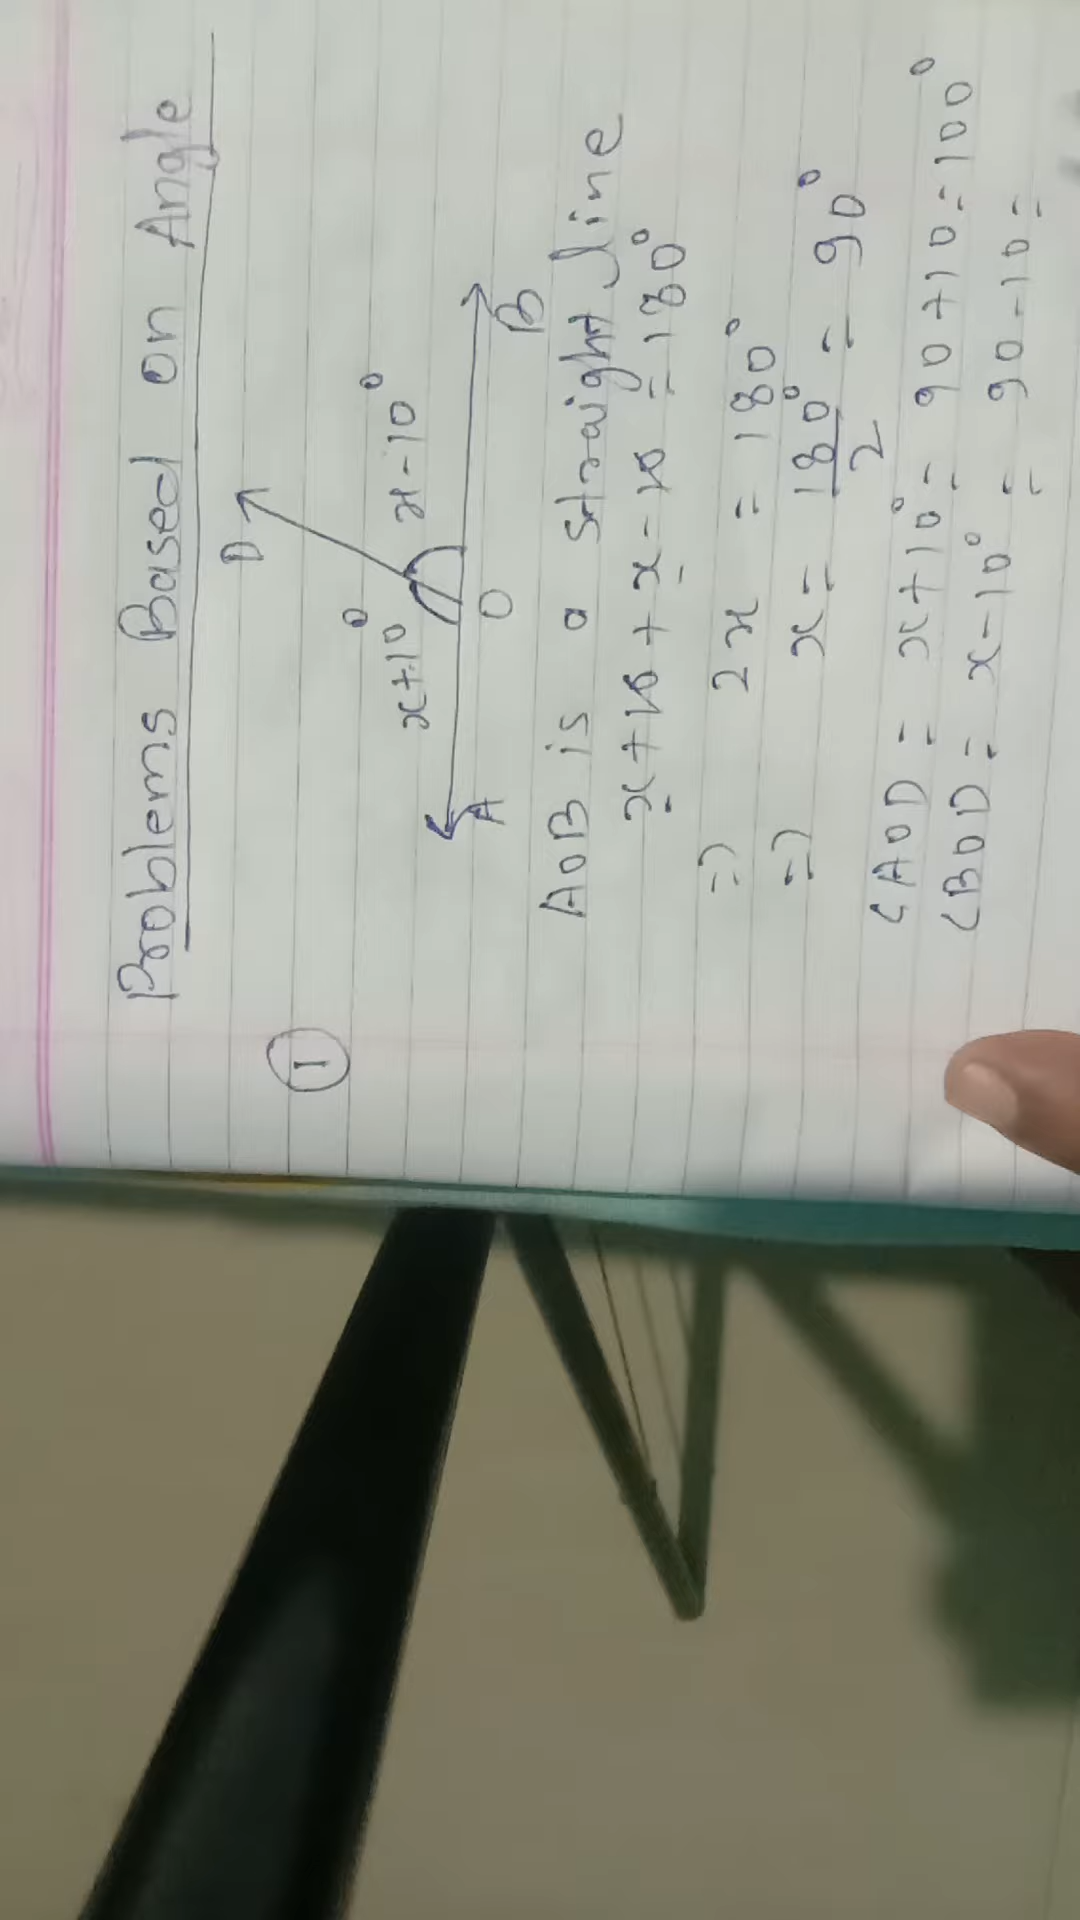 Problems Based on Angle
①
D
x+10° x-10°
A O B
AOB is a straight line
x+10+x-10=180°
=) 2x = 180°
=) x = 180°/2 = 90°
<AOD = x+10° = 90+10=100°
<BOD = x-10° = 90-10=